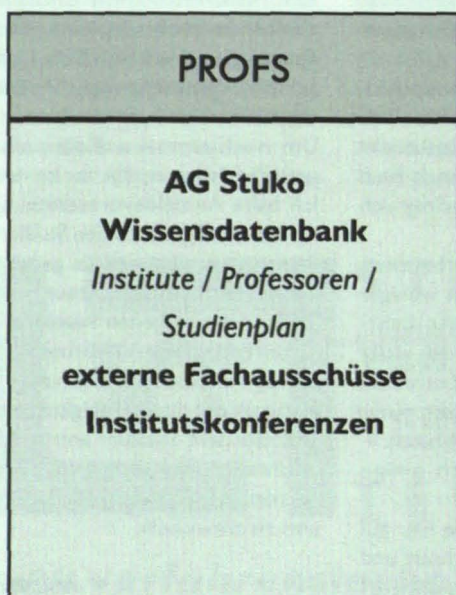 PROFS
AG Stuko
Wissensdatenbank
Institute / Professoren /
Studienplan
externe Fachausschüsse
Institutskonferenzen